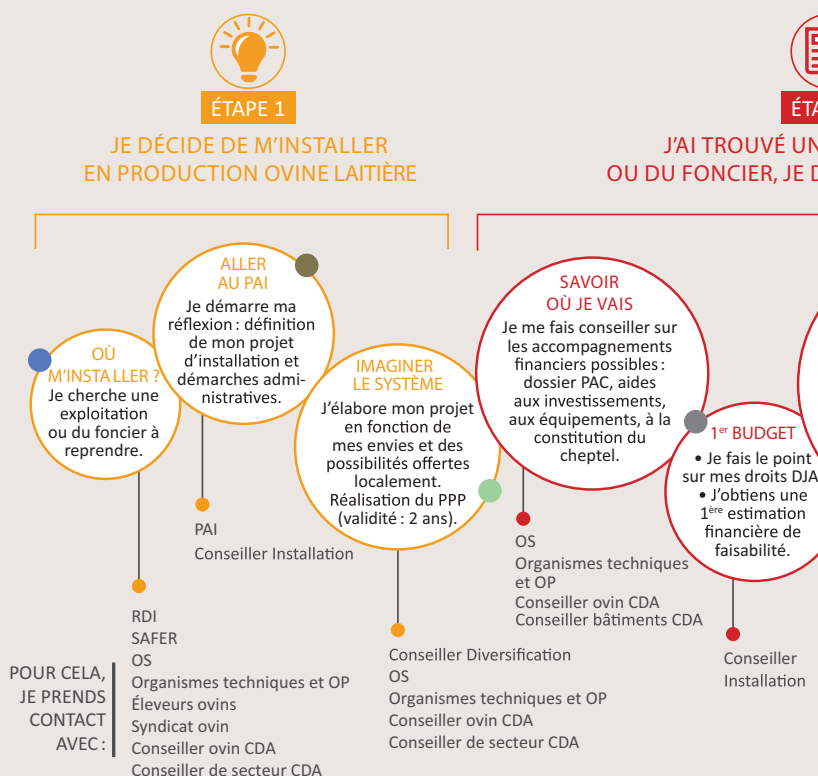 ÉTAPE 1
JE DÉCIDE DE M'INSTALLER
EN PRODUCTION OVINE LAITIÈRE
OÙ
M'INSTALLER ?
Je cherche une
exploitation
ou du foncier à
reprendre.
RDI
SAFER
OS
Organismes techniques et OP
Éleveurs ovins
Syndicat ovin
Conseiller ovin CDA
Conseiller de secteur CDA
POUR CELA,
JE PRENDS
CONTACT
AVEC :
ALLER
AU PAI
Je démarre ma
réflexion : définition
de mon projet
d'installation et
démarches admi-
nistratives.
PAI
Conseiller Installation
IMAGINER
LE SYSTÈME
J'élabore mon projet
en fonction de
mes envies et des
possibilités offertes
localement.
Réalisation du PPP
(validité : 2 ans).
Conseiller Diversification
OS
Organismes techniques et OP
Conseiller ovin CDA
Conseiller de secteur CDA
J'AI TROUVÉ
OU DU FONCIER, JE
SAVOIR
OÙ JE VAIS
Je me fais conseiller sur
les accompagnements
financiers possibles :
dossier PAC, aides
aux investissements,
aux équipements, à la
constitution du
cheptel.
OS
Organismes techniques
et OP
Conseiller ovin CDA
Conseiller bâtiments CDA
1er BUDGET
• Je fais le point
sur mes droits DJA
• J'obtiens une
1ère estimation
financière de
faisabilité.
Conseiller
Installation